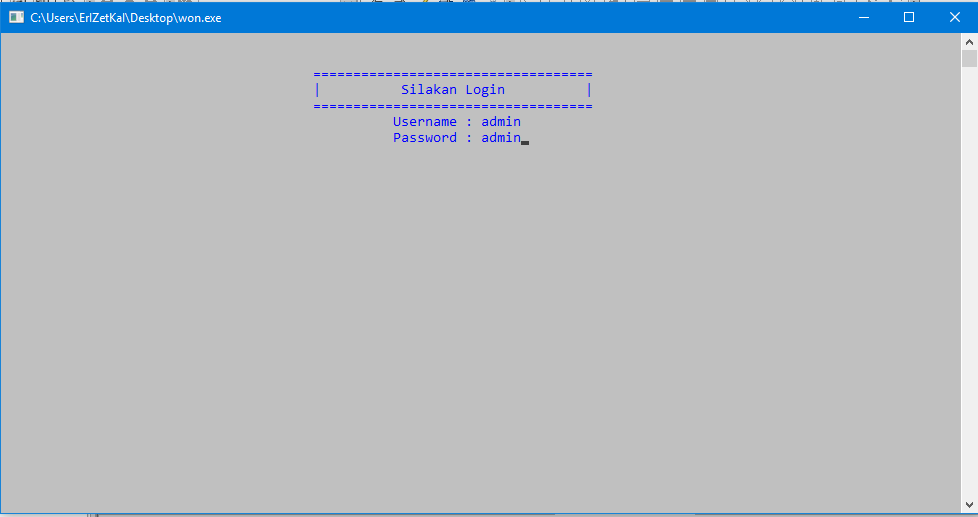 C:\Users\ErlZetKal\Desktop\won.exe
===================================
|          Silakan Login          |
===================================
Username : admin
Password : admin